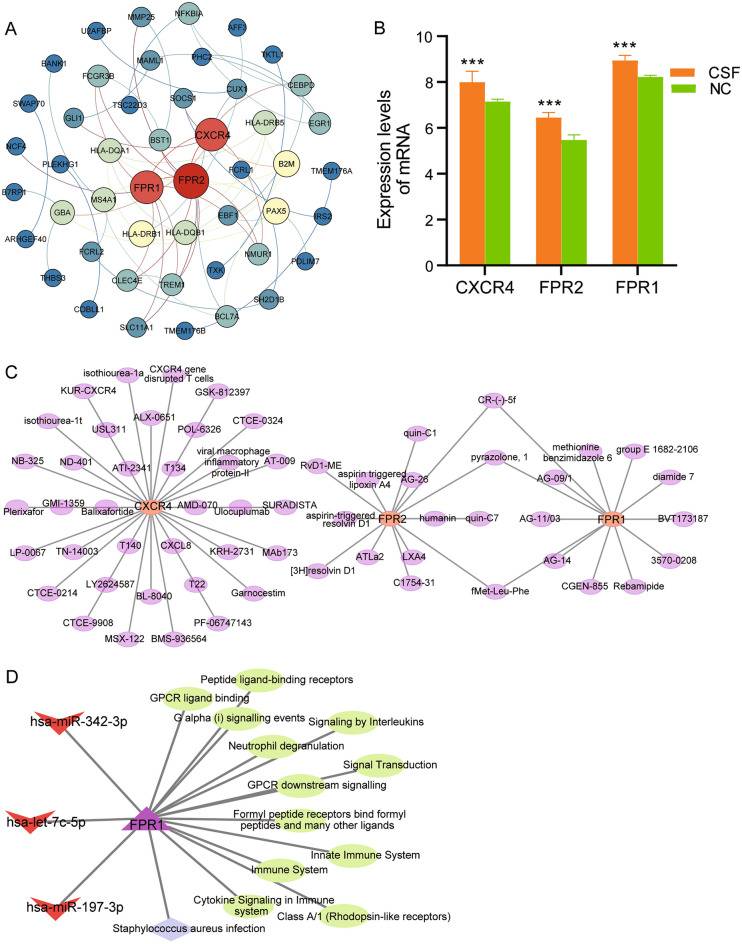 A
MMP25
NFKBIA
AFF3
U2AFBP
TKTL1
BANK1
MAML1
PHC2
FCGR3B
CEBPD
SWAP70
TSC22D3
SOCS1
CUX1
GLI1
EGR1
NCF4
BST1
CXCR4
HLA-DRB5
HLA-DQA1
PLEKHG1
B2M
FCRL1
TMEM176A
B7RP1
FPR1
FPR2
MS4A1
GBA
EBF1
PAX5
IRS2
ARHGEF40
HLA-DRB1
HLA-DQB1
FCRL2
NMUR1
PDLIM7
THBS3
CLEC4E
TREM1
TXK
COBLL1
SH2D1B
BCL7A
SLC11A1
TMEM176B
B
Expression levels
of mRNA
10
8
6
4
2
0
***
***
***
CSF
NC
CXCR4
FPR2
FPR1
C
isothiourea-1a
CXCR4 gene
disrupted T cells
KUR-CXCR4
GSK-812397
isothiourea-1t
USL311
ALX-0651
POL-6326
CTCE-0324
NB-325
ND-401
ATI-2341
T134
viral macrophage
inflammatory
protein-II
AT-009
Plerixafor
GMI-1359
Balixafortide
CXCR4
AMD-070
Ulocuplumab
SURADISTA
LP-0067
TN-14003
T140
CXCL8
KRH-2731
MAb173
CTCE-0214
LY2624587
BL-8040
T22
Garnocestim
CTCE-9908
MSX-122
BMS-936564
PF-06747143
CR-(-)-5f
quin-C1
RvD1-ME
aspirin triggered
lipoxin A4
AG-26
pyrazolone, 1
methionine
benzimidazole 6
group E 1682-2106
AG-09/1
diamide 7
aspirin-triggered
resolvin D1
FPR2
humanin
quin-C7
AG-11/03
FPR1
BVT173187
[3H]resolvin D1
ATLa2
LXA4
C1754-31
fMet-Leu-Phe
AG-14
CGEN-855
Rebamipide
3570-0208
D
Peptide ligand-binding receptors
GPCR ligand binding
hsa-miR-342-3p
G alpha (i) signalling events
Signaling by Interleukins
Neutrophil degranulation
Signal Transduction
GPCR downstream signalling
hsa-let-7c-5p
FPR1
Formyl peptide receptors bind formyl
peptides and many other ligands
Innate Immune System
Immune System
hsa-miR-197-3p
Cytokine Signaling in Immune
system
Class A/1 (Rhodopsin-like receptors)
Staphylococcus aureus infection